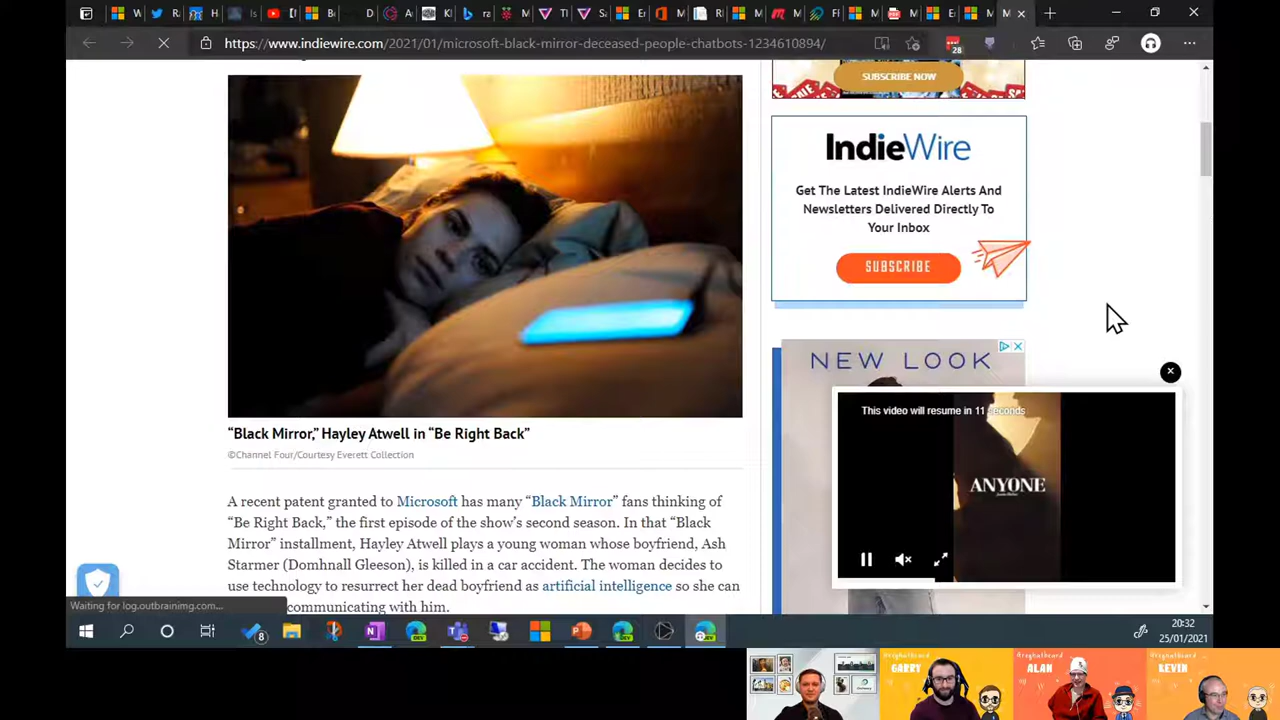 https://www.indiewire.com/2021/01/microsoft-black-mirror-deceased-people-chatbots-1234610894/
28
SUBSCRIBE NOW
IndieWire
Get The Latest IndieWire Alerts And
Newsletters Delivered Directly To
Your Inbox
SUBSCRIBE
NEW LOOK
This video will resume in 11 seconds
ANYONE
“Black Mirror,” Hayley Atwell in “Be Right Back”
©Channel Four/Courtesy Everett Collection
A recent patent granted to Microsoft has many “Black Mirror” fans thinking of
“Be Right Back,” the first episode of the show’s second season. In that “Black
Mirror” installment, Hayley Atwell plays a young woman whose boyfriend, Ash
Starmer (Domhnall Gleeson), is killed in a car accident. The woman decides to
use technology to resurrect her dead boyfriend as artificial intelligence so she can
communicating with him.
Waiting for log.outbrainimg.com...
8
20:32
25/01/2021
GARRY
ALAN
KEVIN